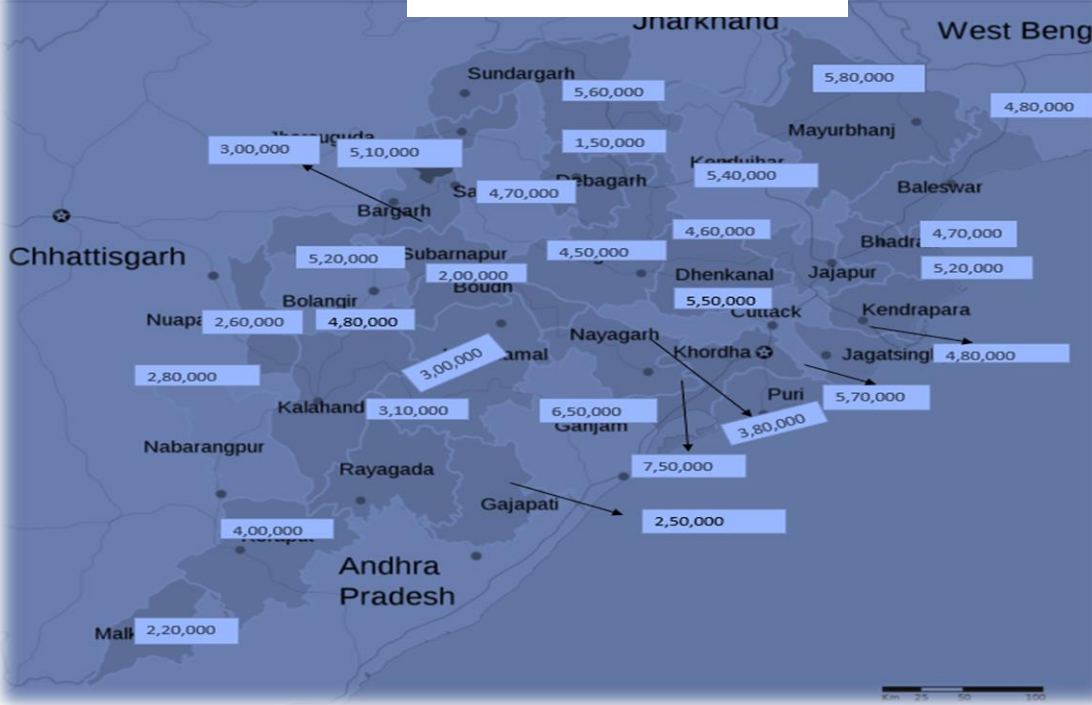 Jharkhand
West Beng
Sundargarh
5,80,000
5,60,000
4,80,000
Mayurbhanj
1,50,000
3,00,000
5,10,000
5,40,000
Debagarh
4,70,000
Baleswar
Bargarh
4,60,000
4,70,000
Chhattisgarh
5,20,000
Subarnapur
4,50,000
5,20,000
2,00,000
Dhenkanal
Jajapur
Boudh
Bolangir
5,50,000
Cuttack
Kendrapara
2,60,000
4,80,000
Nayagarh
Khordha
4,80,000
3,00,000
2,80,000
Puri
5,70,000
3,10,000
6,50,000
3,80,000
Ganjam
Nabarangpur
Rayagada
7,50,000
Gajapati
2,50,000
4,00,000
Andhra
Pradesh
2,20,000
Km 25 50 100